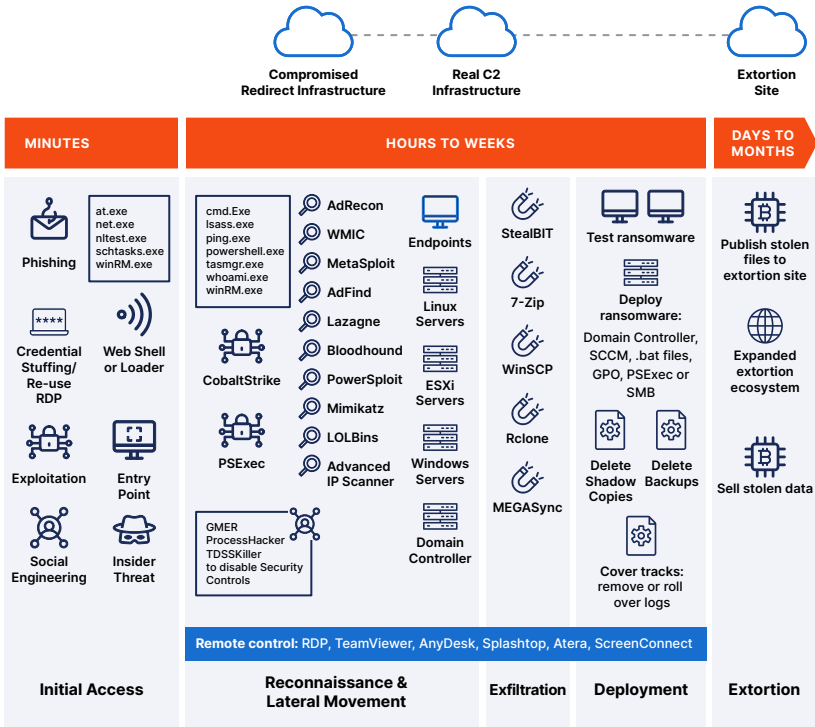 Compromised
Redirect Infrastructure
Real C2
Infrastructure
Extortion
Site
MINUTES
HOURS TO WEEKS
DAYS TO
MONTHS
Phishing
at.exe
net.exe
nltest.exe
schtasks.exe
winRM.exe
****
Credential
Stuffing/
Re-use
RDP
Web Shell
or Loader
Exploitation
Entry
Point
Social
Engineering
Insider
Threat
cmd.Exe
lsass.exe
ping.exe
powershell.exe
tasmgr.exe
whoami.exe
winRM.exe
CobaltStrike
PSExec
GMER
ProcessHacker
TDSSKiller
to disable Security
Controls
AdRecon
WMIC
MetaSploit
AdFind
Lazagne
Bloodhound
PowerSploit
Mimikatz
LOLBins
Advanced
IP Scanner
Endpoints
Linux
Servers
ESXi
Servers
Windows
Servers
Domain
Controller
StealBIT
7-Zip
WinSCP
Rclone
MEGASync
Test ransomware
Deploy
ransomware:
Domain Controller,
SCCM, .bat files,
GPO, PSExec or
SMB
Delete
Shadow
Copies
Delete
Backups
Cover tracks:
remove or roll
over logs
Publish stolen
files to
extortion site
Expanded
extortion
ecosystem
Sell stolen data
Remote control: RDP, TeamViewer, AnyDesk, Splashtop, Atera, ScreenConnect
Initial Access
Reconnaissance &
Lateral Movement
Exfiltration
Deployment
Extortion